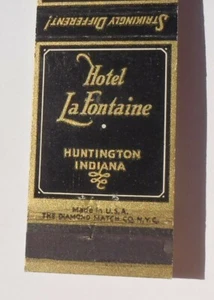 STRIKINGLY DIFFERENT!
Hotel
LaFontaine
HUNTINGTON
INDIANA
Made in U.S.A.
THE DIAMOND MATCH CO. N.Y.C.